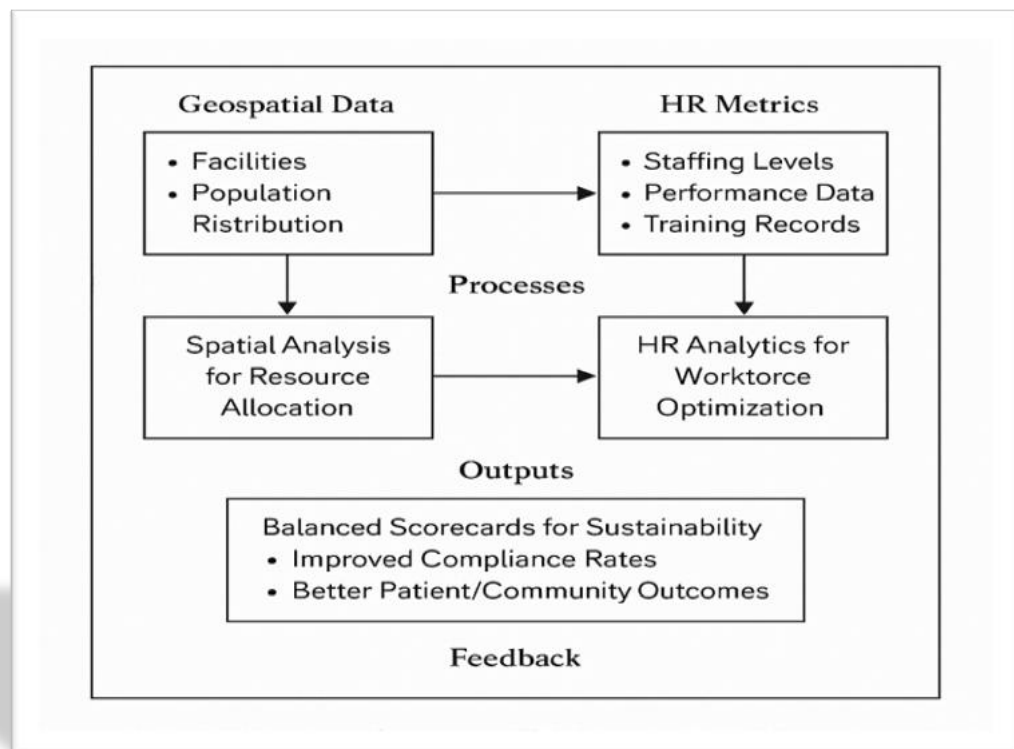 Geospatial Data
• Facilities
• Population
Ristribution
HR Metrics
• Staffing Levels
• Performance Data
• Training Records
Processes
Spatial Analysis
for Resource
Allocation
HR Analytics for
Worktorce
Optimization
Outputs
Balanced Scorecards for Sustainability
• Improved Compliance Rates
• Better Patient/Community Outcomes
Feedback